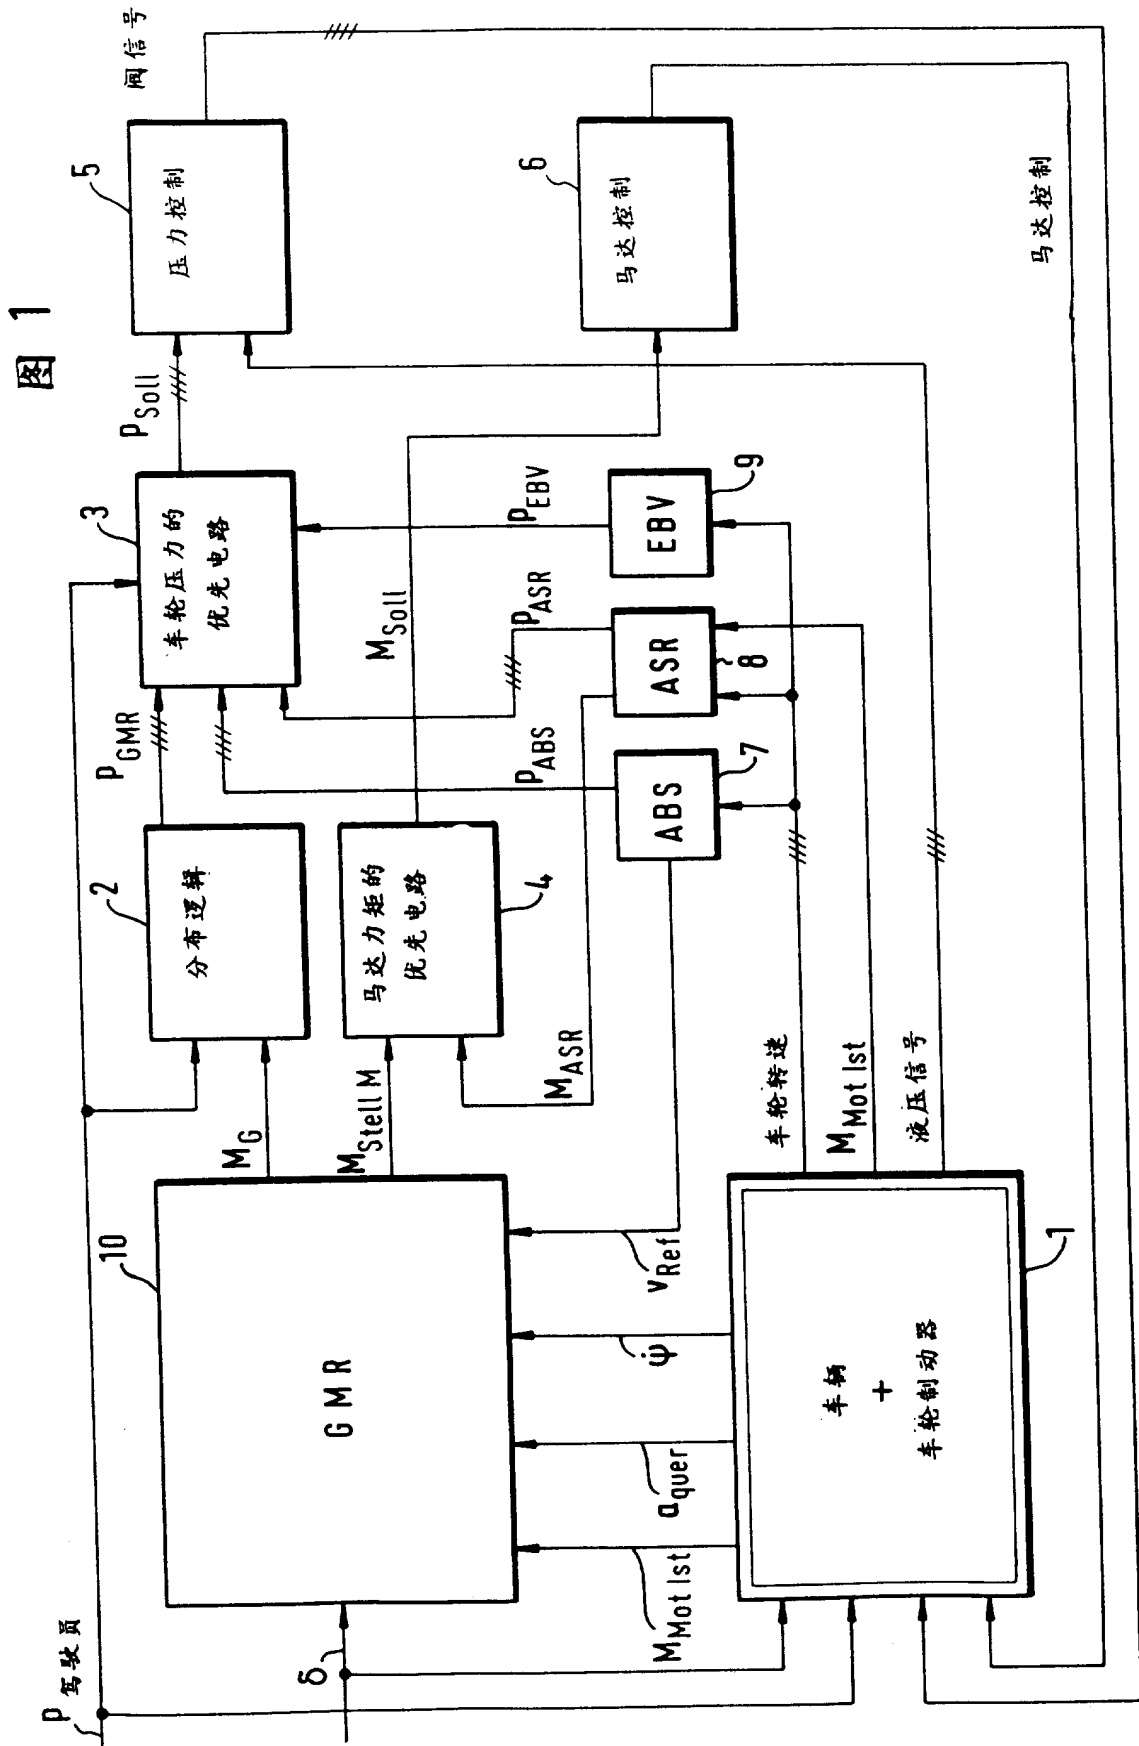 图 1
P 驾驶员
δ
10
GMR
M_G
M_Stell M
M_Mot Ist
a_quer
ψ̇
v_Ref
车辆
+
车轮制动器
1
2
分布逻辑
马达力矩的
优先电路
4
M_ASR
车轮转速
M_Mot Ist
液压信号
P_GMR
3
车轮压力的
优先电路
ABS
7
P_ABS
ASR
8
P_ASR
EBV
9
P_EBV
M_Soll
P_Soll
5
压力控制
6
马达控制
阀信号
马达控制